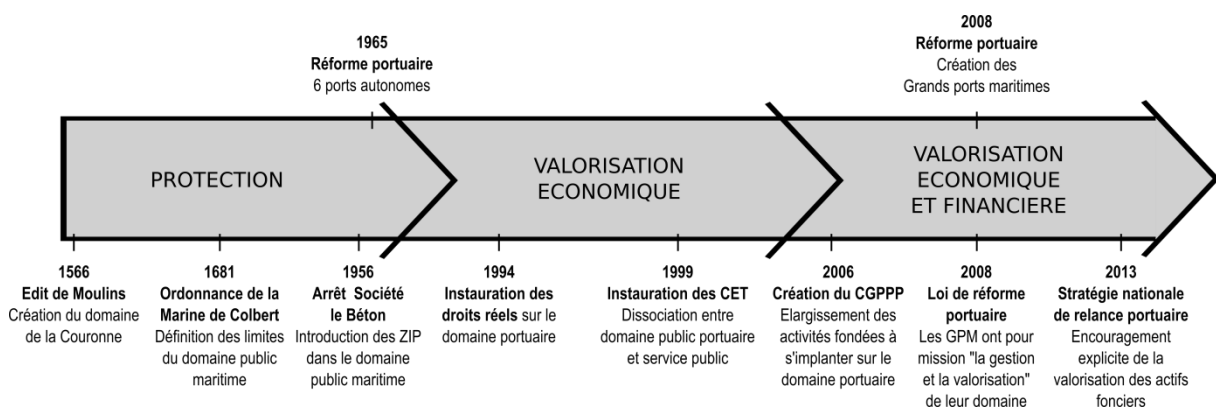 1965
Réforme portuaire
6 ports autonomes
2008
Réforme portuaire
Création des
Grands ports maritimes
PROTECTION
VALORISATION
ECONOMIQUE
VALORISATION
ECONOMIQUE
ET FINANCIERE
1566
Edit de Moulins
Création du domaine
de la Couronne
1681
Ordonnance de la
Marine de Colbert
Définition des limites
du domaine public
maritime
1956
Arrêt Société
le Béton
Introduction des ZIP
dans le domaine
public maritime
1994
Instauration des
droits réels sur le
domaine portuaire
1999
Instauration des CET
Dissociation entre
domaine public portuaire
et service public
2006
Création du CGPPP
Elargissement des
activités fondées à
s'implanter sur le
domaine portuaire
2008
Loi de réforme
portuaire
Les GPM ont pour
mission "la gestion
et la valorisation"
de leur domaine
2013
Stratégie nationale
de relance portuaire
Encouragement
explicite de la
valorisation des actifs
fonciers